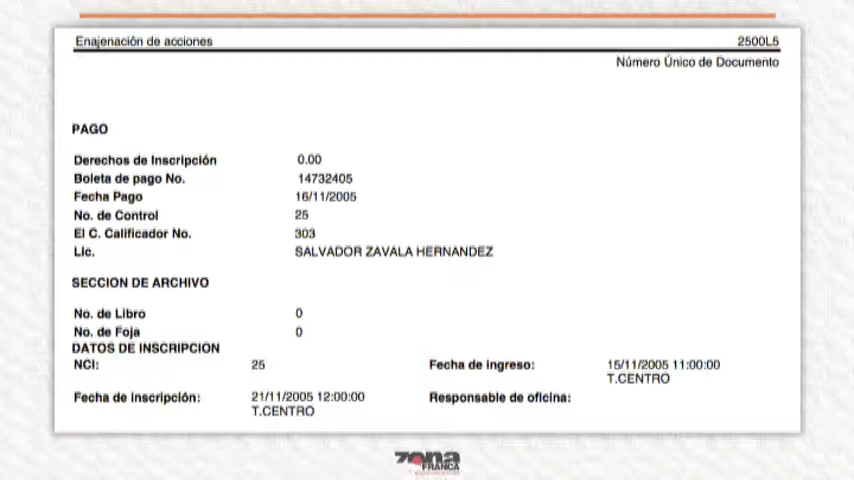 Enajenación de acciones 2500L5
Número Único de Documento
PAGO
Derechos de Inscripción 0.00
Boleta de pago No. 14732405
Fecha Pago 16/11/2005
No. de Control 25
El C. Calificador No. 303
Lic. SALVADOR ZAVALA HERNANDEZ
SECCION DE ARCHIVO
No. de Libro 0
No. de Foja 0
DATOS DE INSCRIPCION
NCI: 25 Fecha de ingreso: 15/11/2005 11:00:00
T.CENTRO
Fecha de inscripción: 21/11/2005 12:00:00 Responsable de oficina:
T.CENTRO
zona
FRANCA